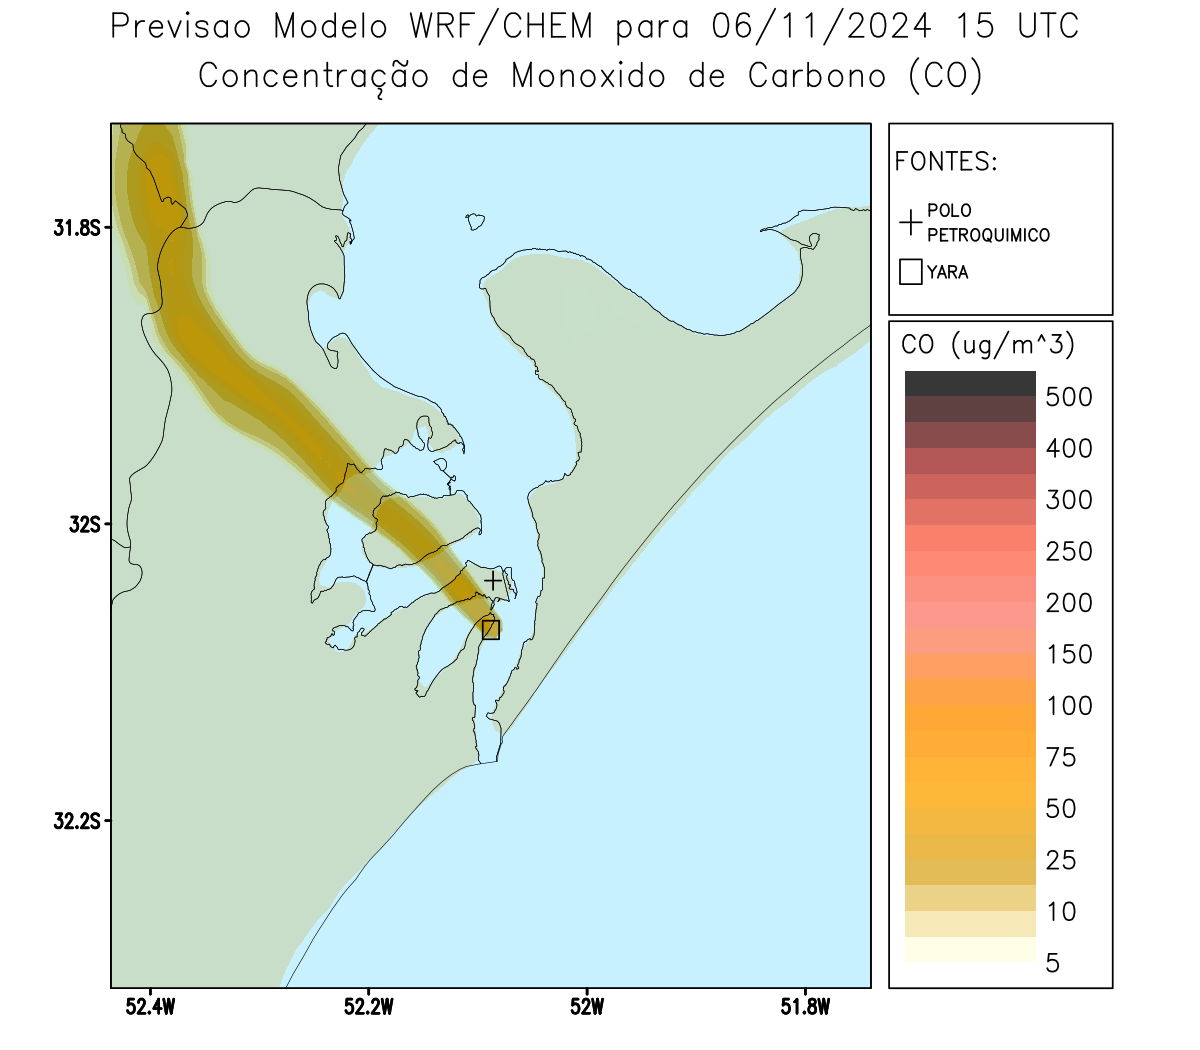 Previsao Modelo WRF/CHEM para 06/11/2024 15 UTC
Concentração de Monoxido de Carbono (CO)
FONTES:
POLO
PETROQUIMICO
YARA
CO (ug/m^3)
500
400
300
250
200
150
100
75
50
25
10
5
31.8S
32S
32.2S
52.4W
52.2W
52W
51.8W